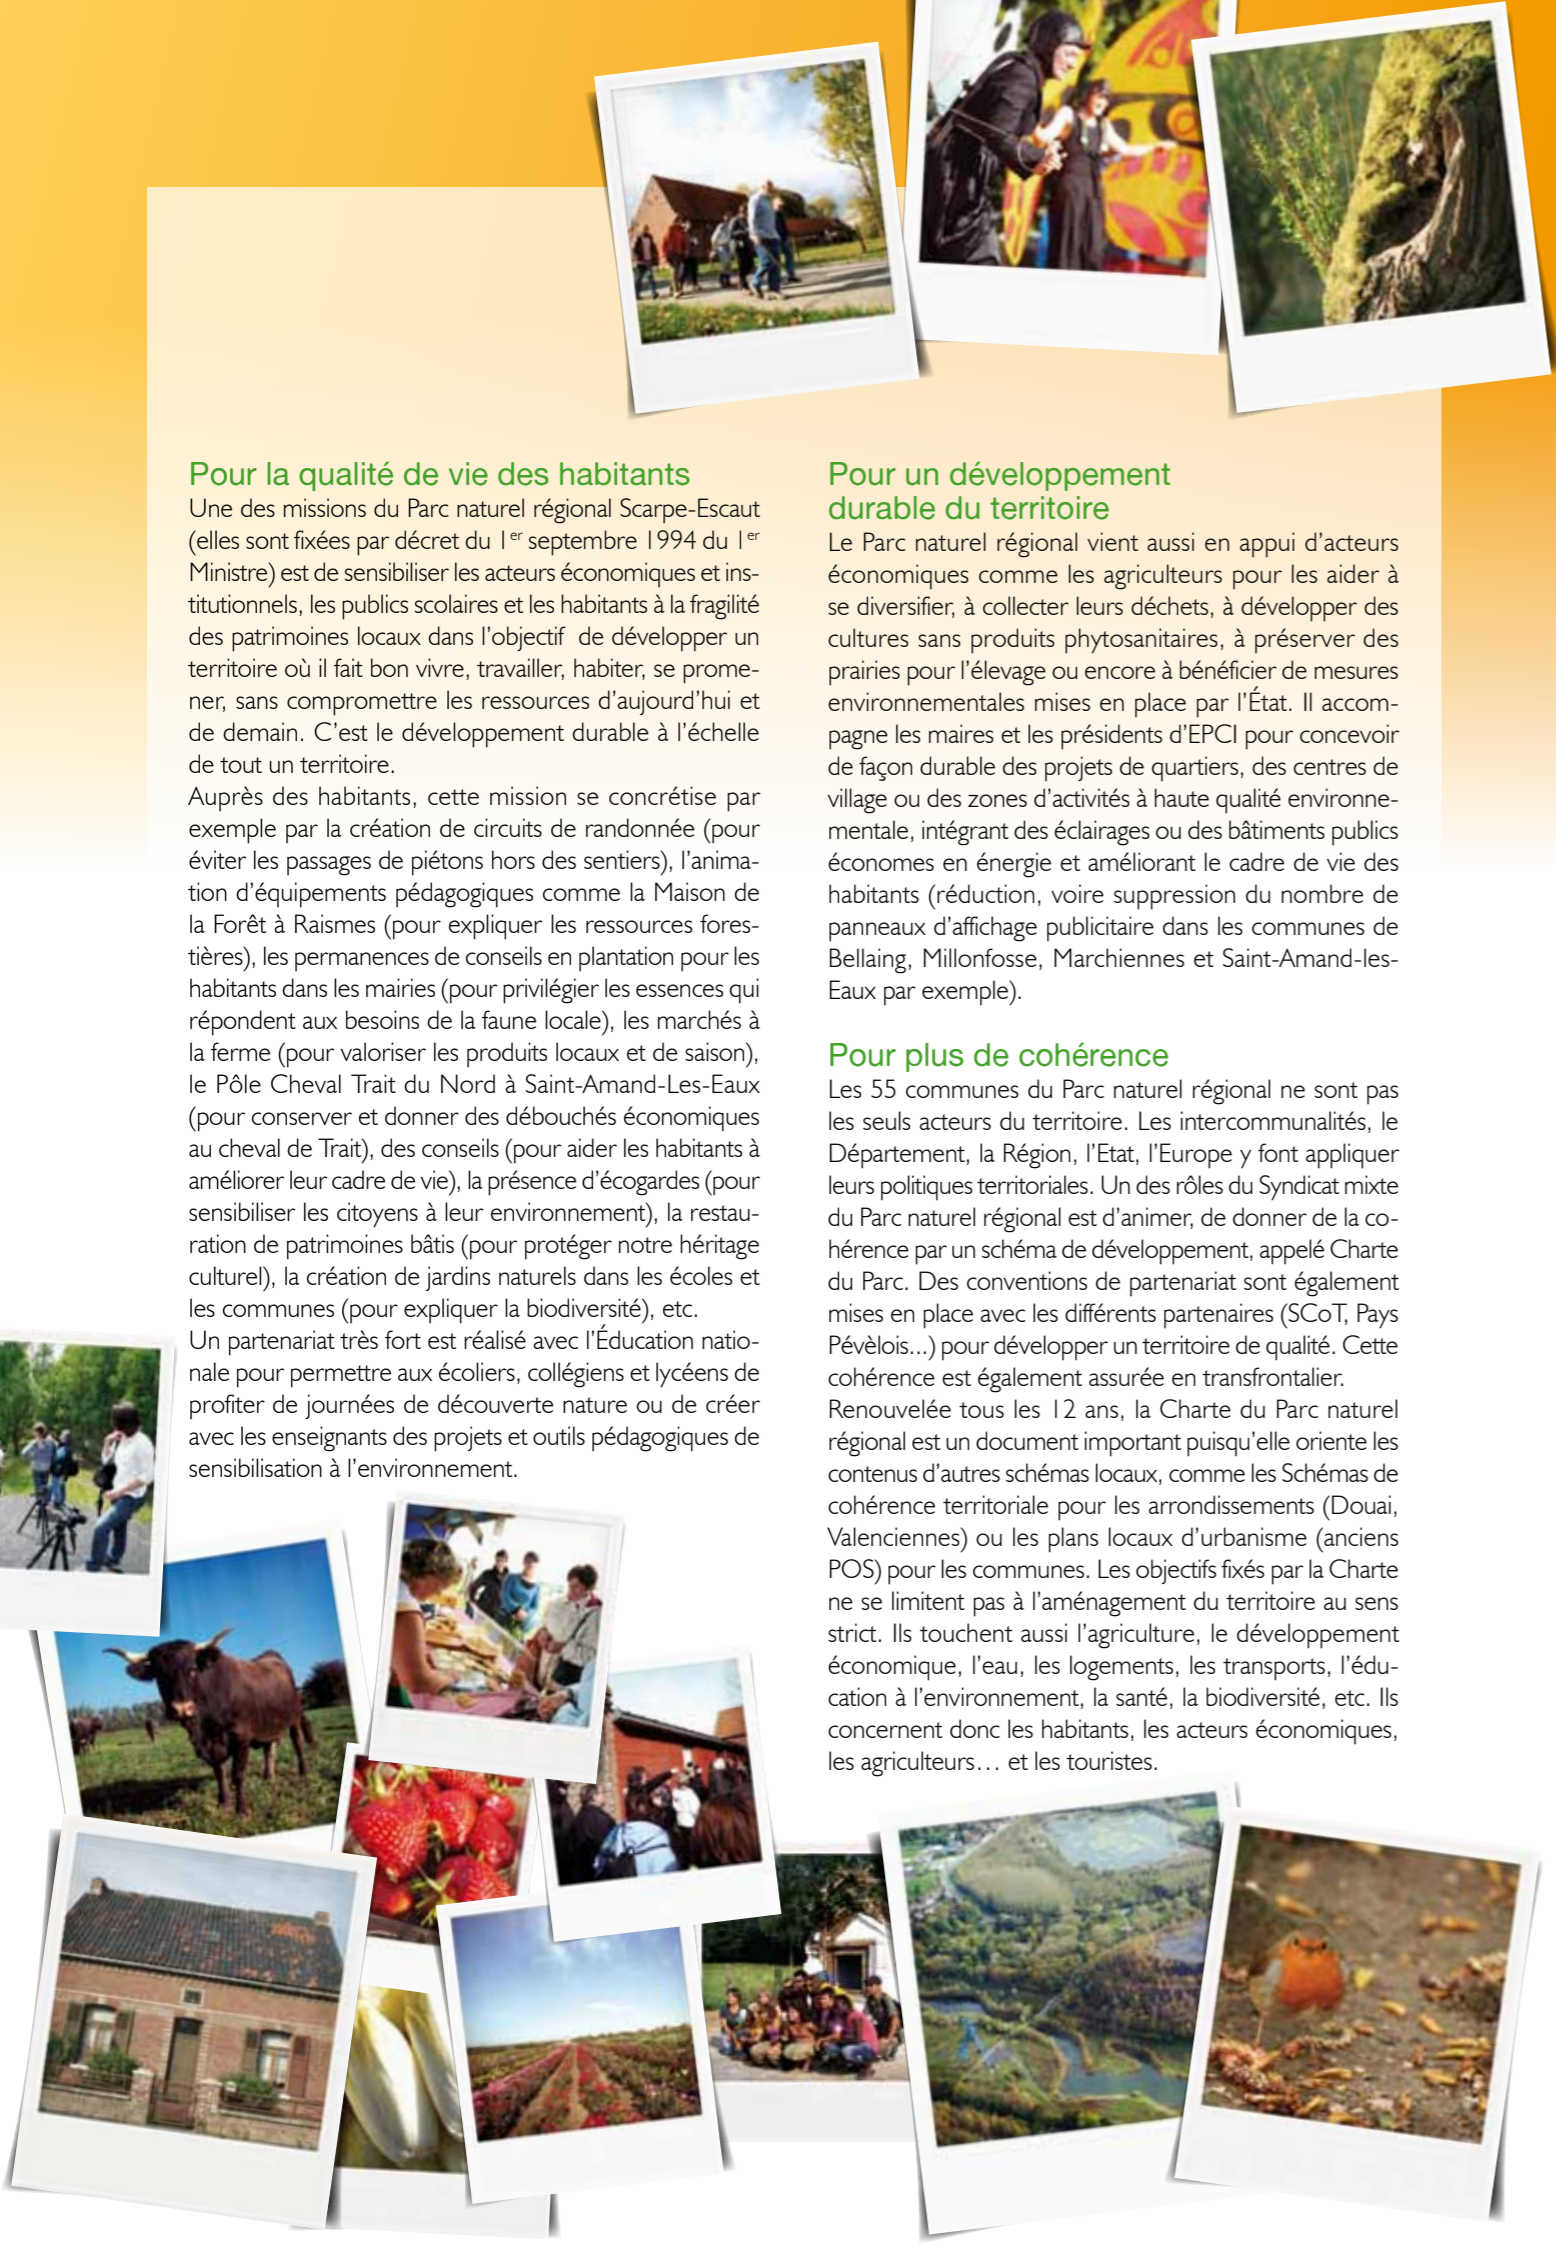 Pour la qualité de vie des habitants
Une des missions du Parc naturel régional Scarpe-Escaut
(elles sont fixées par décret du 1er septembre 1994 du 1er
Ministre) est de sensibiliser les acteurs économiques et ins-
titutionnels, les publics scolaires et les habitants à la fragilité
des patrimoines locaux dans l'objectif de développer un
territoire où il fait bon vivre, travailler, habiter, se prome-
ner, sans compromettre les ressources d'aujourd'hui et
de demain. C'est le développement durable à l'échelle
de tout un territoire.
Auprès des habitants, cette mission se concrétise par
exemple par la création de circuits de randonnée (pour
éviter les passages de piétons hors des sentiers), l'anima-
tion d'équipements pédagogiques comme la Maison de
la Forêt à Raismes (pour expliquer les ressources fores-
tières), les permanences de conseils en plantation pour les
habitants dans les mairies (pour privilégier les essences qui
répondent aux besoins de la faune locale), les marchés à
la ferme (pour valoriser les produits locaux et de saison),
le Pôle Cheval Trait du Nord à Saint-Amand-Les-Eaux
(pour conserver et donner des débouchés économiques
au cheval de Trait), des conseils (pour aider les habitants à
améliorer leur cadre de vie), la présence d'écogardes (pour
sensibiliser les citoyens à leur environnement), la restau-
ration de patrimoines bâtis (pour protéger notre héritage
culturel), la création de jardins naturels dans les écoles et
les communes (pour expliquer la biodiversité), etc.
Un partenariat très fort est réalisé avec l'Éducation natio-
nale pour permettre aux écoliers, collégiens et lycéens de
profiter de journées de découverte nature ou de créer
avec les enseignants des projets et outils pédagogiques de
sensibilisation à l'environnement.
Pour un développement
durable du territoire
Le Parc naturel régional vient aussi en appui d'acteurs
économiques comme les agriculteurs pour les aider à
se diversifier, à collecter leurs déchets, à développer des
cultures sans produits phytosanitaires, à préserver des
prairies pour l'élevage ou encore à bénéficier de mesures
environnementales mises en place par l'État. Il accom-
pagne les maires et les présidents d'EPCI pour concevoir
de façon durable des projets de quartiers, des centres de
village ou des zones d'activités à haute qualité environne-
mentale, intégrant des éclairages ou des bâtiments publics
économes en énergie et améliorant le cadre de vie des
habitants (réduction, voire suppression du nombre de
panneaux d'affichage publicitaire dans les communes de
Bellaing, Millonfosse, Marchiennes et Saint-Amand-les-
Eaux par exemple).
Pour plus de cohérence
Les 55 communes du Parc naturel régional ne sont pas
les seuls acteurs du territoire. Les intercommunalités, le
Département, la Région, l'Etat, l'Europe y font appliquer
leurs politiques territoriales. Un des rôles du Syndicat mixte
du Parc naturel régional est d'animer, de donner de la co-
hérence par un schéma de développement, appelé Charte
du Parc. Des conventions de partenariat sont également
mises en place avec les différents partenaires (SCoT, Pays
Pévèlois...) pour développer un territoire de qualité. Cette
cohérence est également assurée en transfrontalier.
Renouvelée tous les 12 ans, la Charte du Parc naturel
régional est un document important puisqu'elle oriente les
contenus d'autres schémas locaux, comme les Schémas de
cohérence territoriale pour les arrondissements (Douai,
Valenciennes) ou les plans locaux d'urbanisme (anciens
POS) pour les communes. Les objectifs fixés par la Charte
ne se limitent pas à l'aménagement du territoire au sens
strict. Ils touchent aussi l'agriculture, le développement
économique, l'eau, les logements, les transports, l'édu-
cation à l'environnement, la santé, la biodiversité, etc. Ils
concernent donc les habitants, les acteurs économiques,
les agriculteurs… et les touristes.